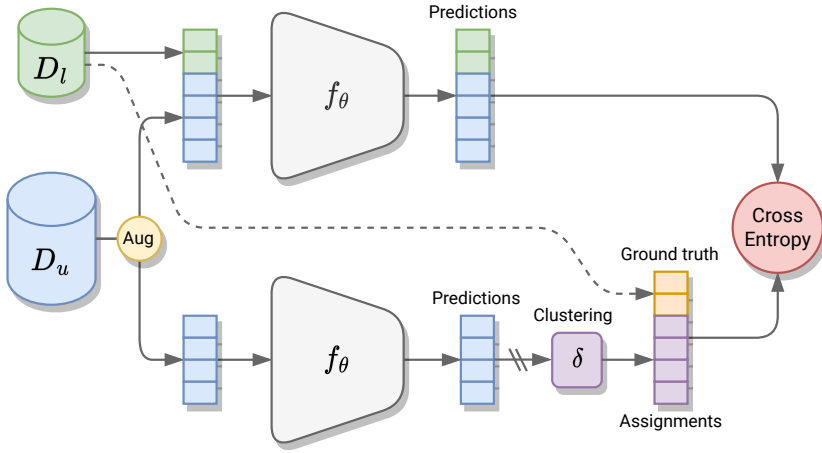 Predictions
D_l
f_θ
Cross
Entropy
Aug
D_u
Ground truth
Predictions
Clustering
f_θ
δ
Assignments